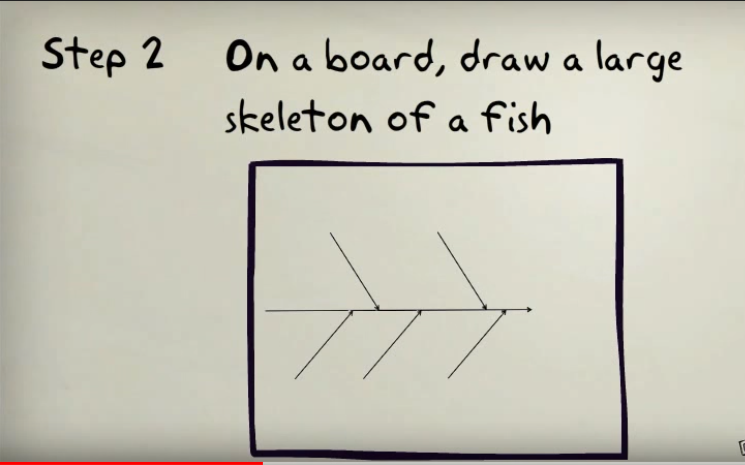 Step 2 On a board, draw a large
skeleton of a fish